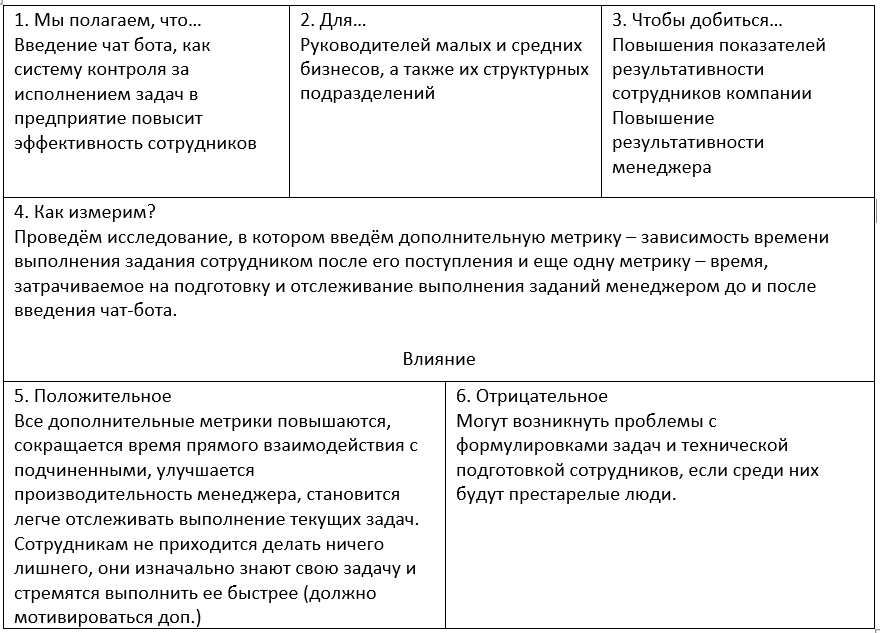 1. Мы полагаем, что…
Введение чат бота, как
систему контроля за
исполнением задач в
предприятие повысит
эффективность сотрудников
2. Для…
Руководителей малых и средних
бизнесов, а также их структурных
подразделений
3. Чтобы добиться…
Повышения показателей
результативности
сотрудников компании
Повышение
результативности
менеджера
4. Как измерим?
Проведём исследование, в котором введём дополнительную метрику – зависимость времени
выполнения задания сотрудником после его поступления и еще одну метрику – время,
затрачиваемое на подготовку и отслеживание выполнения заданий менеджером до и после
введения чат-бота.
Влияние
5. Положительное
Все дополнительные метрики повышаются,
сокращается время прямого взаимодействия с
подчиненными, улучшается
производительность менеджера, становится
легче отслеживать выполнение текущих задач.
Сотрудникам не приходится делать ничего
лишнего, они изначально знают свою задачу и
стремятся выполнить ее быстрее (должно
мотивироваться доп.)
6. Отрицательное
Могут возникнуть проблемы с
формулировками задач и технической
подготовкой сотрудников, если среди них
будут престарелые люди.